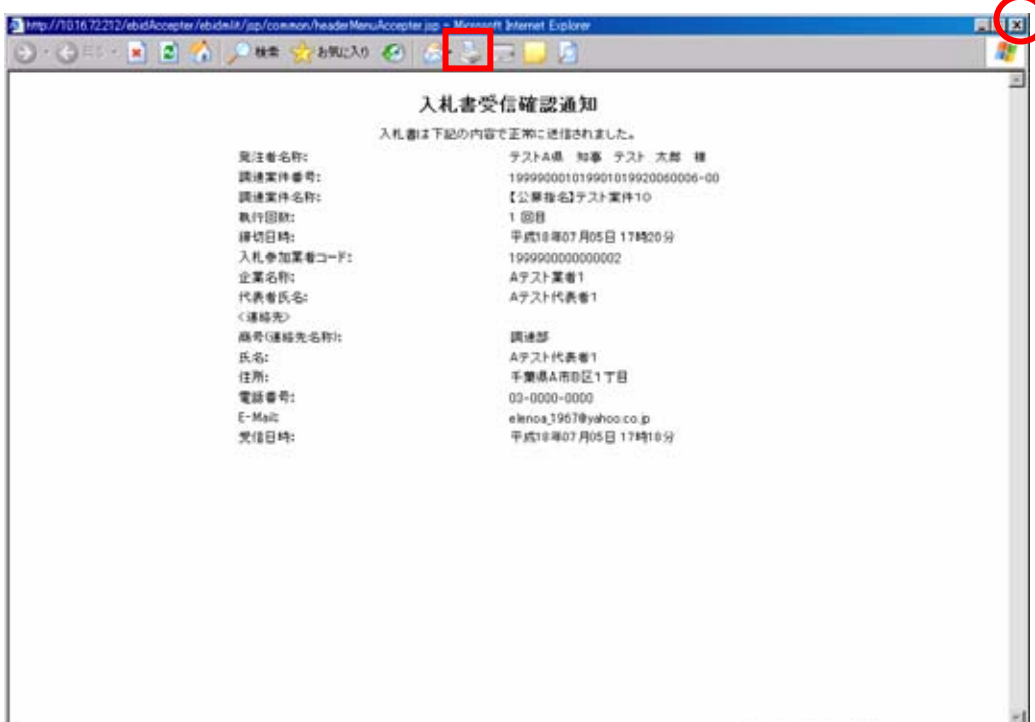 http://10.16.72.212/ebidAccepter/ebidmlit/jsp/common/headerMenuAccepter.jsp - Microsoft Internet Explorer
検索 お気に入り
入札書受信確認通知
入札書は下記の内容で正常に送信されました。
発注者名称: テストA県 知事 テスト 太郎 様
調達案件番号: 199990001019901019920060006-00
調達案件名称: 【公募指名】テスト案件10
執行回数: 1 回目
締切日時: 平成18年07月05日 17時20分
入札参加業者コード: 1999900000000002
企業名称: Aテスト業者1
代表者氏名: Aテスト代表者1
<連絡先>
商号(連絡先名称): 調達部
氏名: Aテスト代表者1
住所: 千葉県A市B区1丁目
電話番号: 03-0000-0000
E-Mail: elenoa_1967@yahoo.co.jp
受信日時: 平成18年07月05日 17時18分